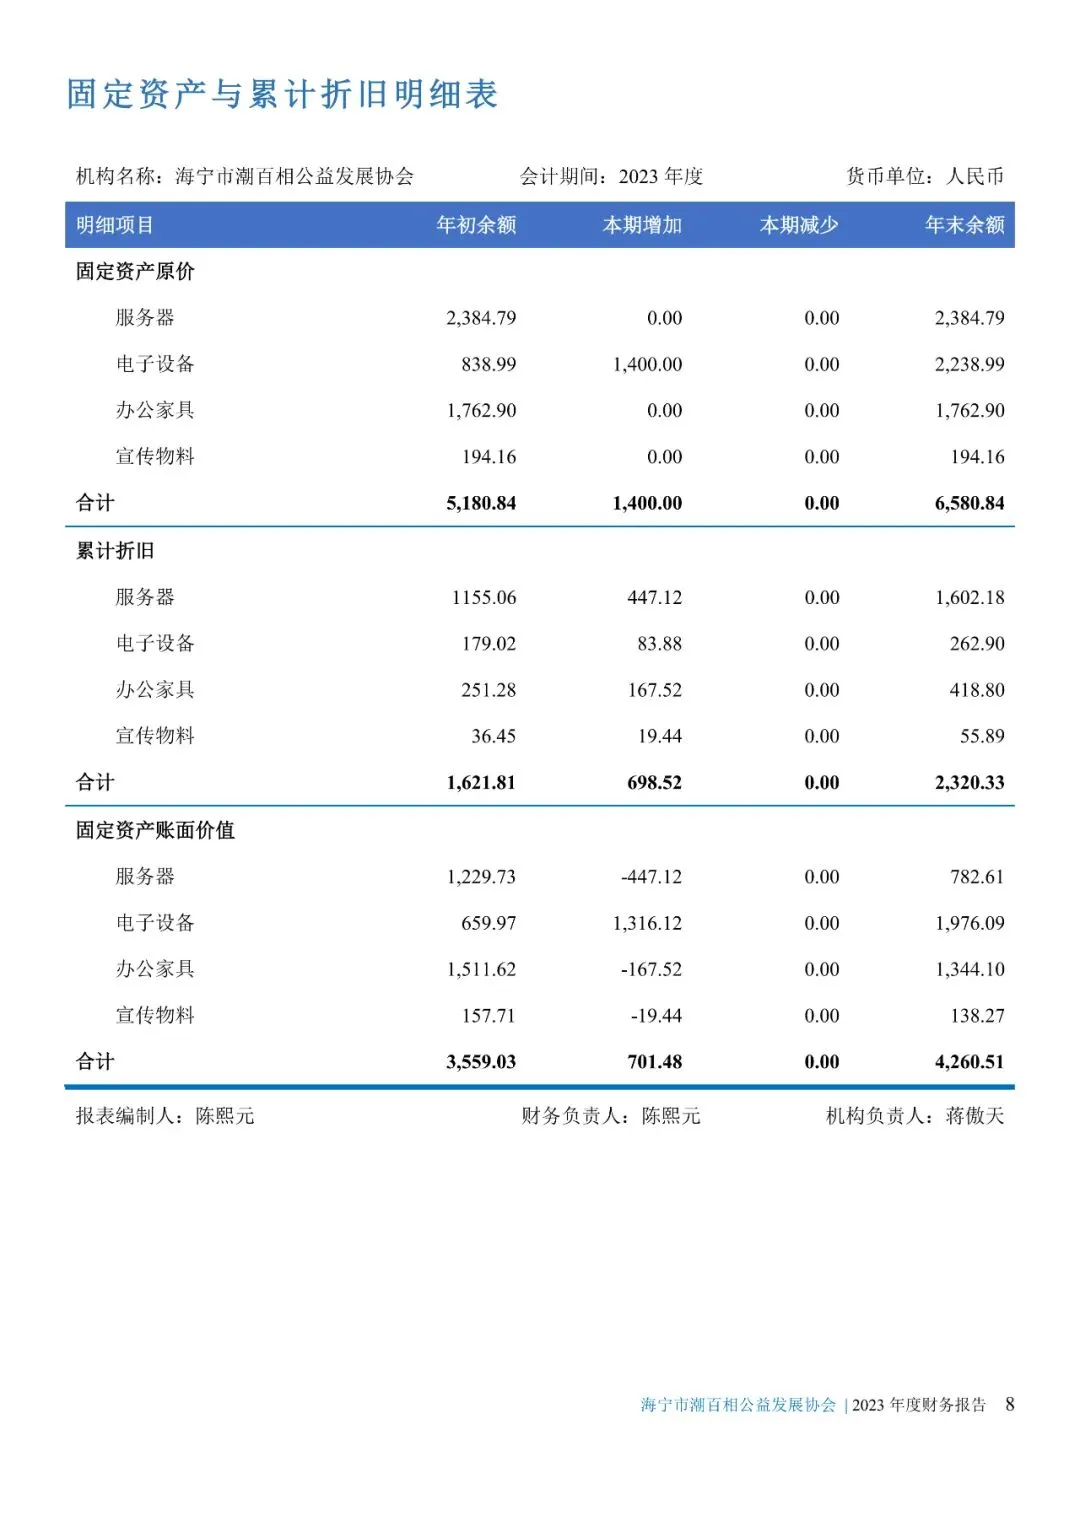 固定资产与累计折旧明细表
机构名称：海宁市潮百相公益发展协会 会计期间：2023 年度 货币单位：人民币
明细项目 年初余额 本期增加 本期减少 年末余额
固定资产原价
服务器 2,384.79 0.00 0.00 2,384.79
电子设备 838.99 1,400.00 0.00 2,238.99
办公家具 1,762.90 0.00 0.00 1,762.90
宣传物料 194.16 0.00 0.00 194.16
合计 5,180.84 1,400.00 0.00 6,580.84
累计折旧
服务器 1155.06 447.12 0.00 1,602.18
电子设备 179.02 83.88 0.00 262.90
办公家具 251.28 167.52 0.00 418.80
宣传物料 36.45 19.44 0.00 55.89
合计 1,621.81 698.52 0.00 2,320.33
固定资产账面价值
服务器 1,229.73 -447.12 0.00 782.61
电子设备 659.97 1,316.12 0.00 1,976.09
办公家具 1,511.62 -167.52 0.00 1,344.10
宣传物料 157.71 -19.44 0.00 138.27
合计 3,559.03 701.48 0.00 4,260.51
报表编制人：陈熙元 财务负责人：陈熙元 机构负责人：蒋傲天
海宁市潮百相公益发展协会 | 2023 年度财务报告 8